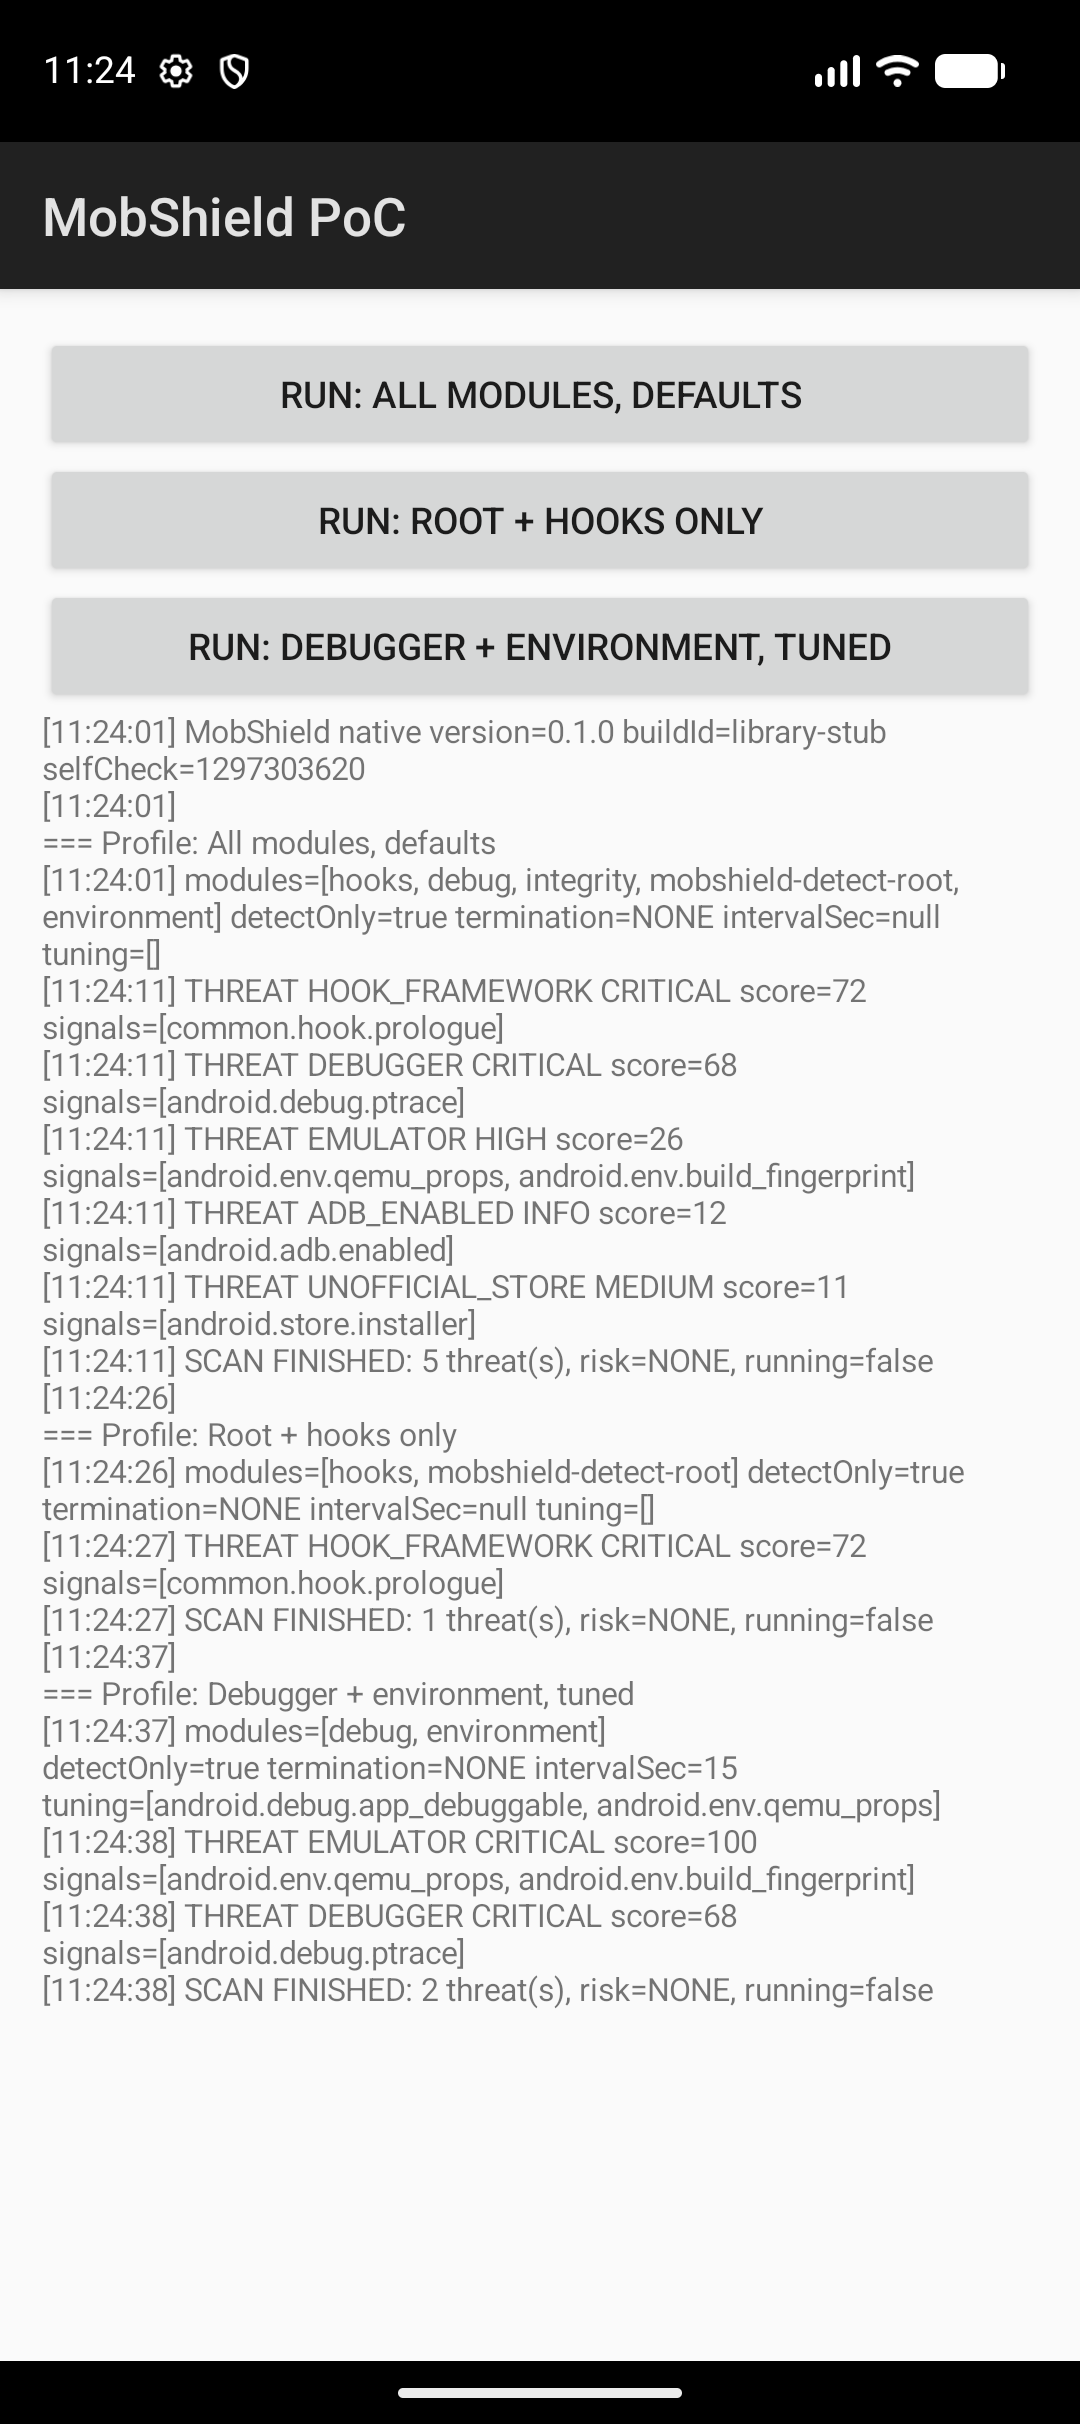 11:24
MobShield PoC
RUN: ALL MODULES, DEFAULTS
RUN: ROOT + HOOKS ONLY
RUN: DEBUGGER + ENVIRONMENT, TUNED
[11:24:01] MobShield native version=0.1.0 buildId=library-stub
selfCheck=1297303620
[11:24:01]
=== Profile: All modules, defaults
[11:24:01] modules=[hooks, debug, integrity, mobshield-detect-root,
environment] detectOnly=true termination=NONE intervalSec=null
tuning=[]
[11:24:11] THREAT HOOK_FRAMEWORK CRITICAL score=72
signals=[common.hook.prologue]
[11:24:11] THREAT DEBUGGER CRITICAL score=68
signals=[android.debug.ptrace]
[11:24:11] THREAT EMULATOR HIGH score=26
signals=[android.env.qemu_props, android.env.build_fingerprint]
[11:24:11] THREAT ADB_ENABLED INFO score=12
signals=[android.adb.enabled]
[11:24:11] THREAT UNOFFICIAL_STORE MEDIUM score=11
signals=[android.store.installer]
[11:24:11] SCAN FINISHED: 5 threat(s), risk=NONE, running=false
[11:24:26]
=== Profile: Root + hooks only
[11:24:26] modules=[hooks, mobshield-detect-root] detectOnly=true
termination=NONE intervalSec=null tuning=[]
[11:24:27] THREAT HOOK_FRAMEWORK CRITICAL score=72
signals=[common.hook.prologue]
[11:24:27] SCAN FINISHED: 1 threat(s), risk=NONE, running=false
[11:24:37]
=== Profile: Debugger + environment, tuned
[11:24:37] modules=[debug, environment]
detectOnly=true termination=NONE intervalSec=15
tuning=[android.debug.app_debuggable, android.env.qemu_props]
[11:24:38] THREAT EMULATOR CRITICAL score=100
signals=[android.env.qemu_props, android.env.build_fingerprint]
[11:24:38] THREAT DEBUGGER CRITICAL score=68
signals=[android.debug.ptrace]
[11:24:38] SCAN FINISHED: 2 threat(s), risk=NONE, running=false